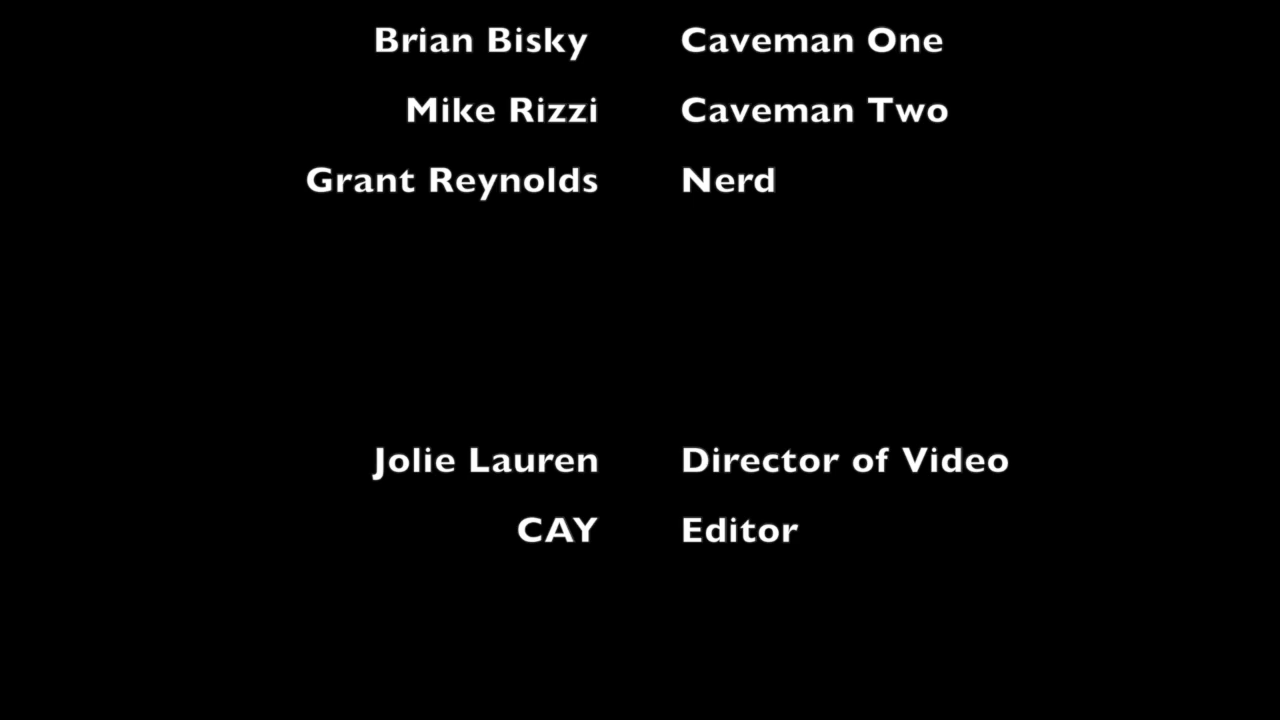 Brian Bisky Caveman One
Mike Rizzi Caveman Two
Grant Reynolds Nerd
Jolie Lauren Director of Video
CAY Editor